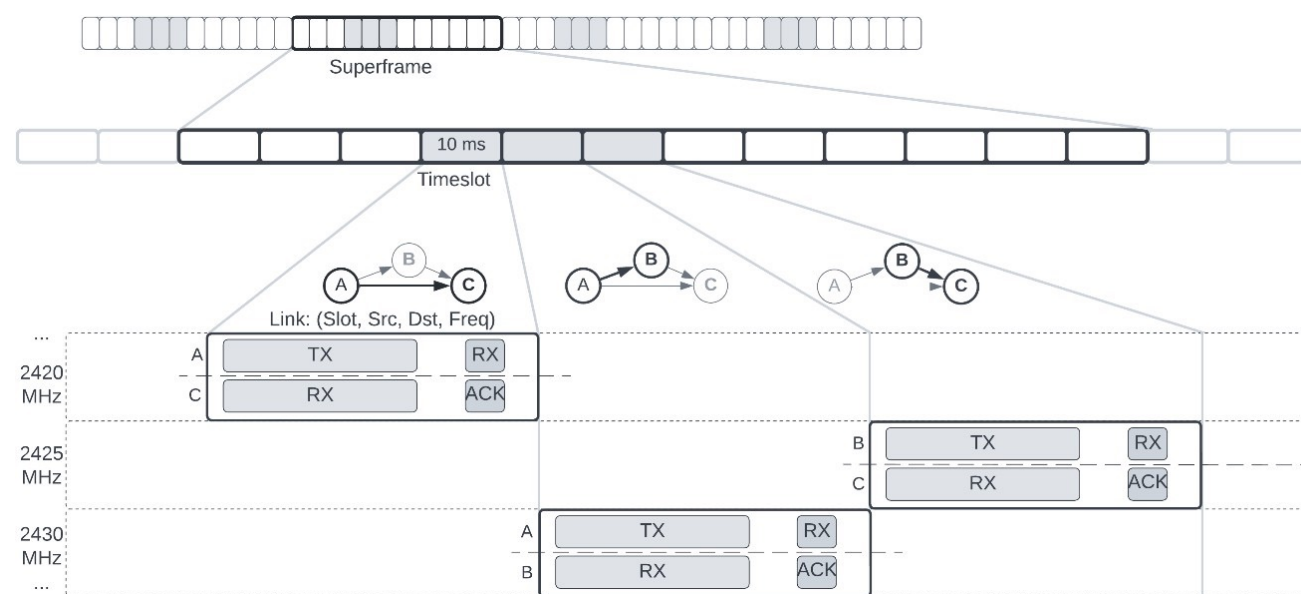 Superframe
10 ms
Timeslot
B
A
C
B
A
C
B
A
C
Link: (Slot, Src, Dst, Freq)
...
2420
MHz
A
TX
RX
C
RX
ACK
2425
MHz
B
TX
RX
C
RX
ACK
2430
MHz
...
A
TX
RX
B
RX
ACK